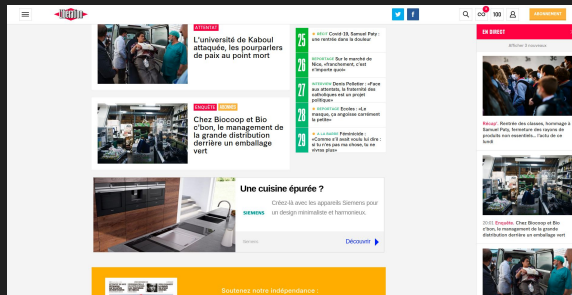 Libération
100
ABONNEMENT
ATTENTAT
L'université de Kaboul
attaquée, les pourparlers
de paix au point mort
ENQUÊTE
Chez Biocoop et Bio
c'bon, le management de
la grande distribution
derrière un emballage
vert
25
RÉCIT Covid-19, Samuel Paty :
une rentrée dans la douleur
26
REPORTAGE Sur le marché de
Nice, «franchement, c'est
n'importe quoi»
27
INTERVIEW Denis Pelletier : «Face
aux attentats, la fraternité des
catholiques est un projet
politique»
28
REPORTAGE Ecoles : «Le
masque, ça angoisse carrément
la petite»
29
À LA BARRE Féminicide :
«Comme s'il avait voulu lui dire :
si tu n'es pas ma chose, tu ne
vivras plus»
Une cuisine épurée ?
SIEMENS
Créez-là avec les appareils Siemens pour
un design minimaliste et harmonieux.
Siemens
Découvrir
Soutenez notre indépendance :
EN DIRECT
Afficher 3 nouveaux
Récap'. Rentrée des classes, hommage à
Samuel Paty, fermeture des rayons de
produits non essentiels... l'actu de ce
lundi
20:01 Enquête. Chez Biocoop et Bio
c'bon, le management de la grande
distribution derrière un emballage vert